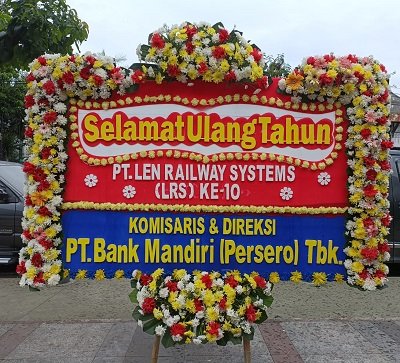 Selamat Ulang Tahun
PT. LEN RAILWAY SYSTEMS
(LRS) KE-10
KOMISARIS & DIREKSI
PT. Bank Mandiri (Persero) Tbk.